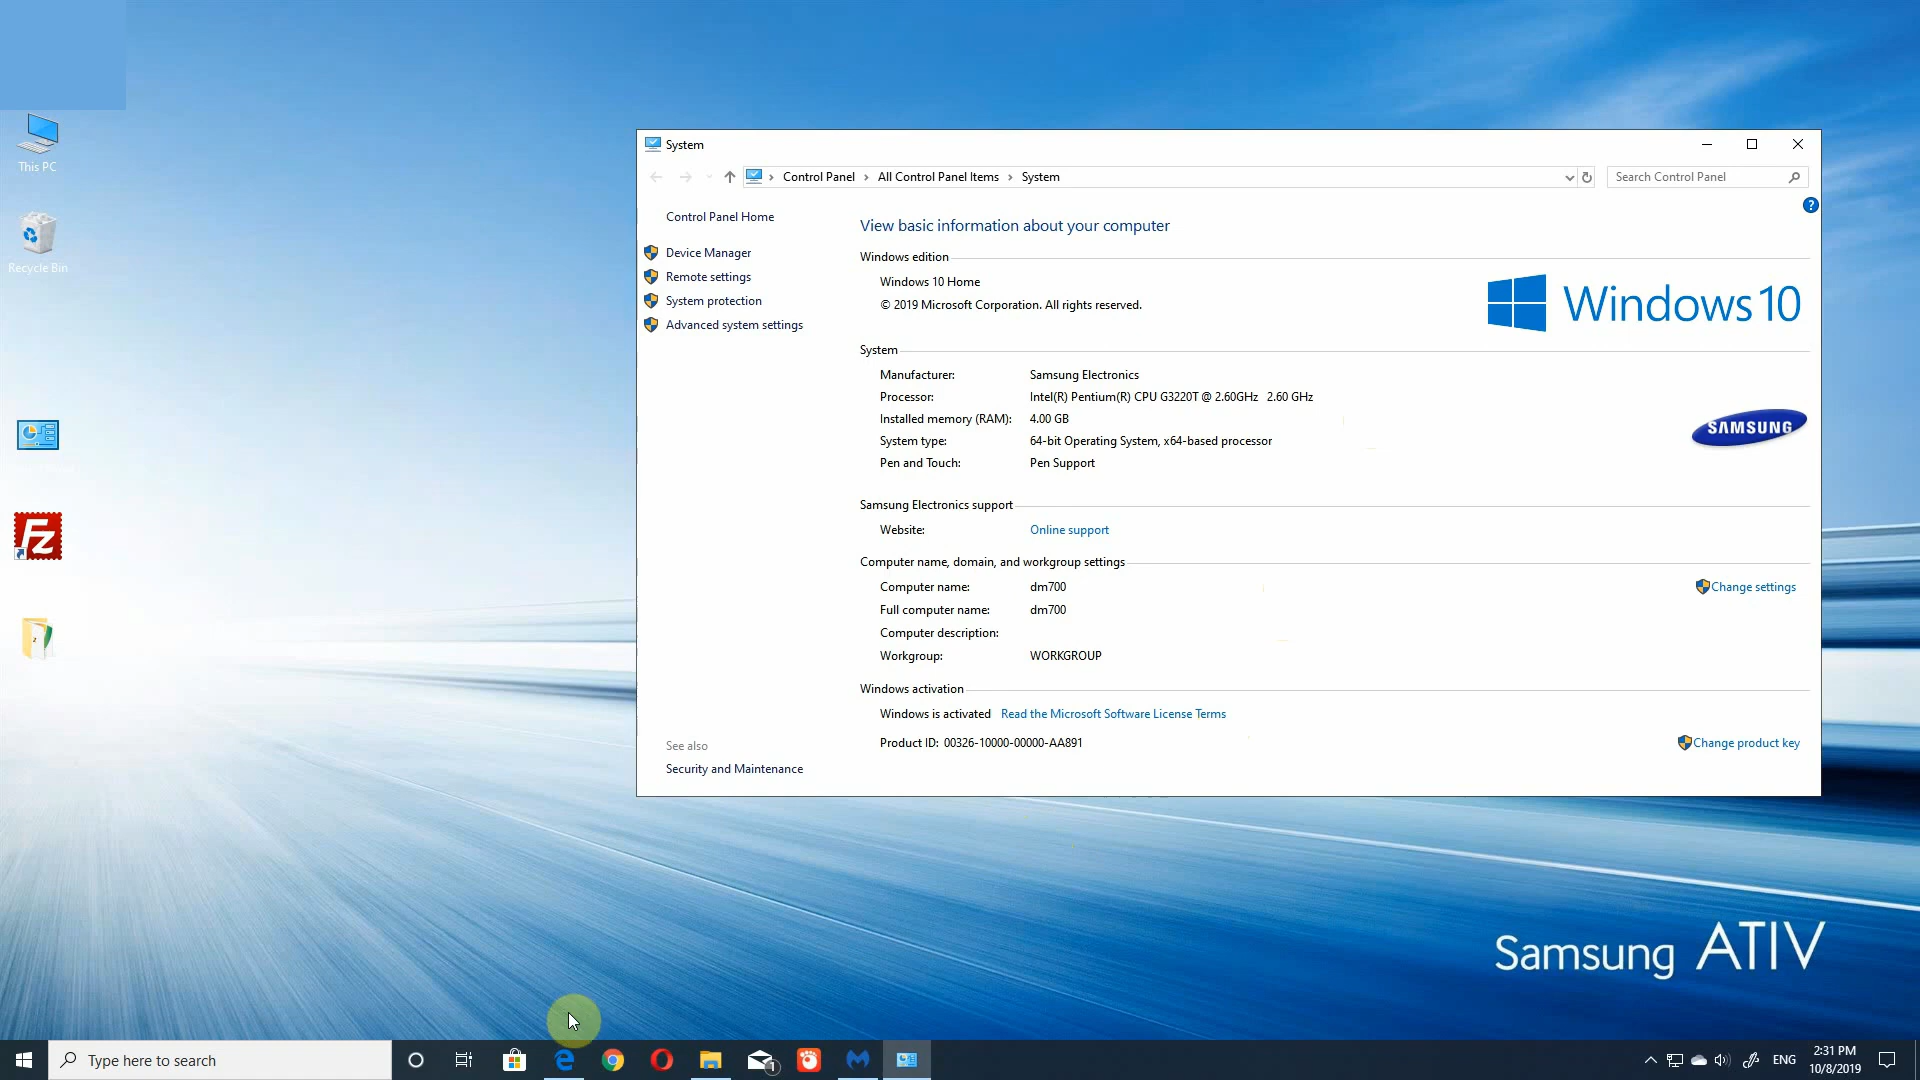 This PC
Recycle Bin
System
Control Panel
All Control Panel Items
System
Search Control Panel
?
Control Panel Home
Device Manager
Remote settings
System protection
Advanced system settings
See also
Security and Maintenance
View basic information about your computer
Windows edition
Windows 10 Home
© 2019 Microsoft Corporation. All rights reserved.
Windows 10
System
Manufacturer: Samsung Electronics
Processor: Intel(R) Pentium(R) CPU G3220T @ 2.60GHz 2.60 GHz
Installed memory (RAM): 4.00 GB
System type: 64-bit Operating System, x64-based processor
Pen and Touch: Pen Support
SAMSUNG
Samsung Electronics support
Website: Online support
Computer name, domain, and workgroup settings
Computer name: dm700
Change settings
Full computer name: dm700
Computer description:
Workgroup: WORKGROUP
Windows activation
Windows is activated Read the Microsoft Software License Terms
Product ID: 00326-10000-00000-AA891
Change product key
Fz
Samsung ATIV
Type here to search
1
ENG
2:31 PM
10/8/2019